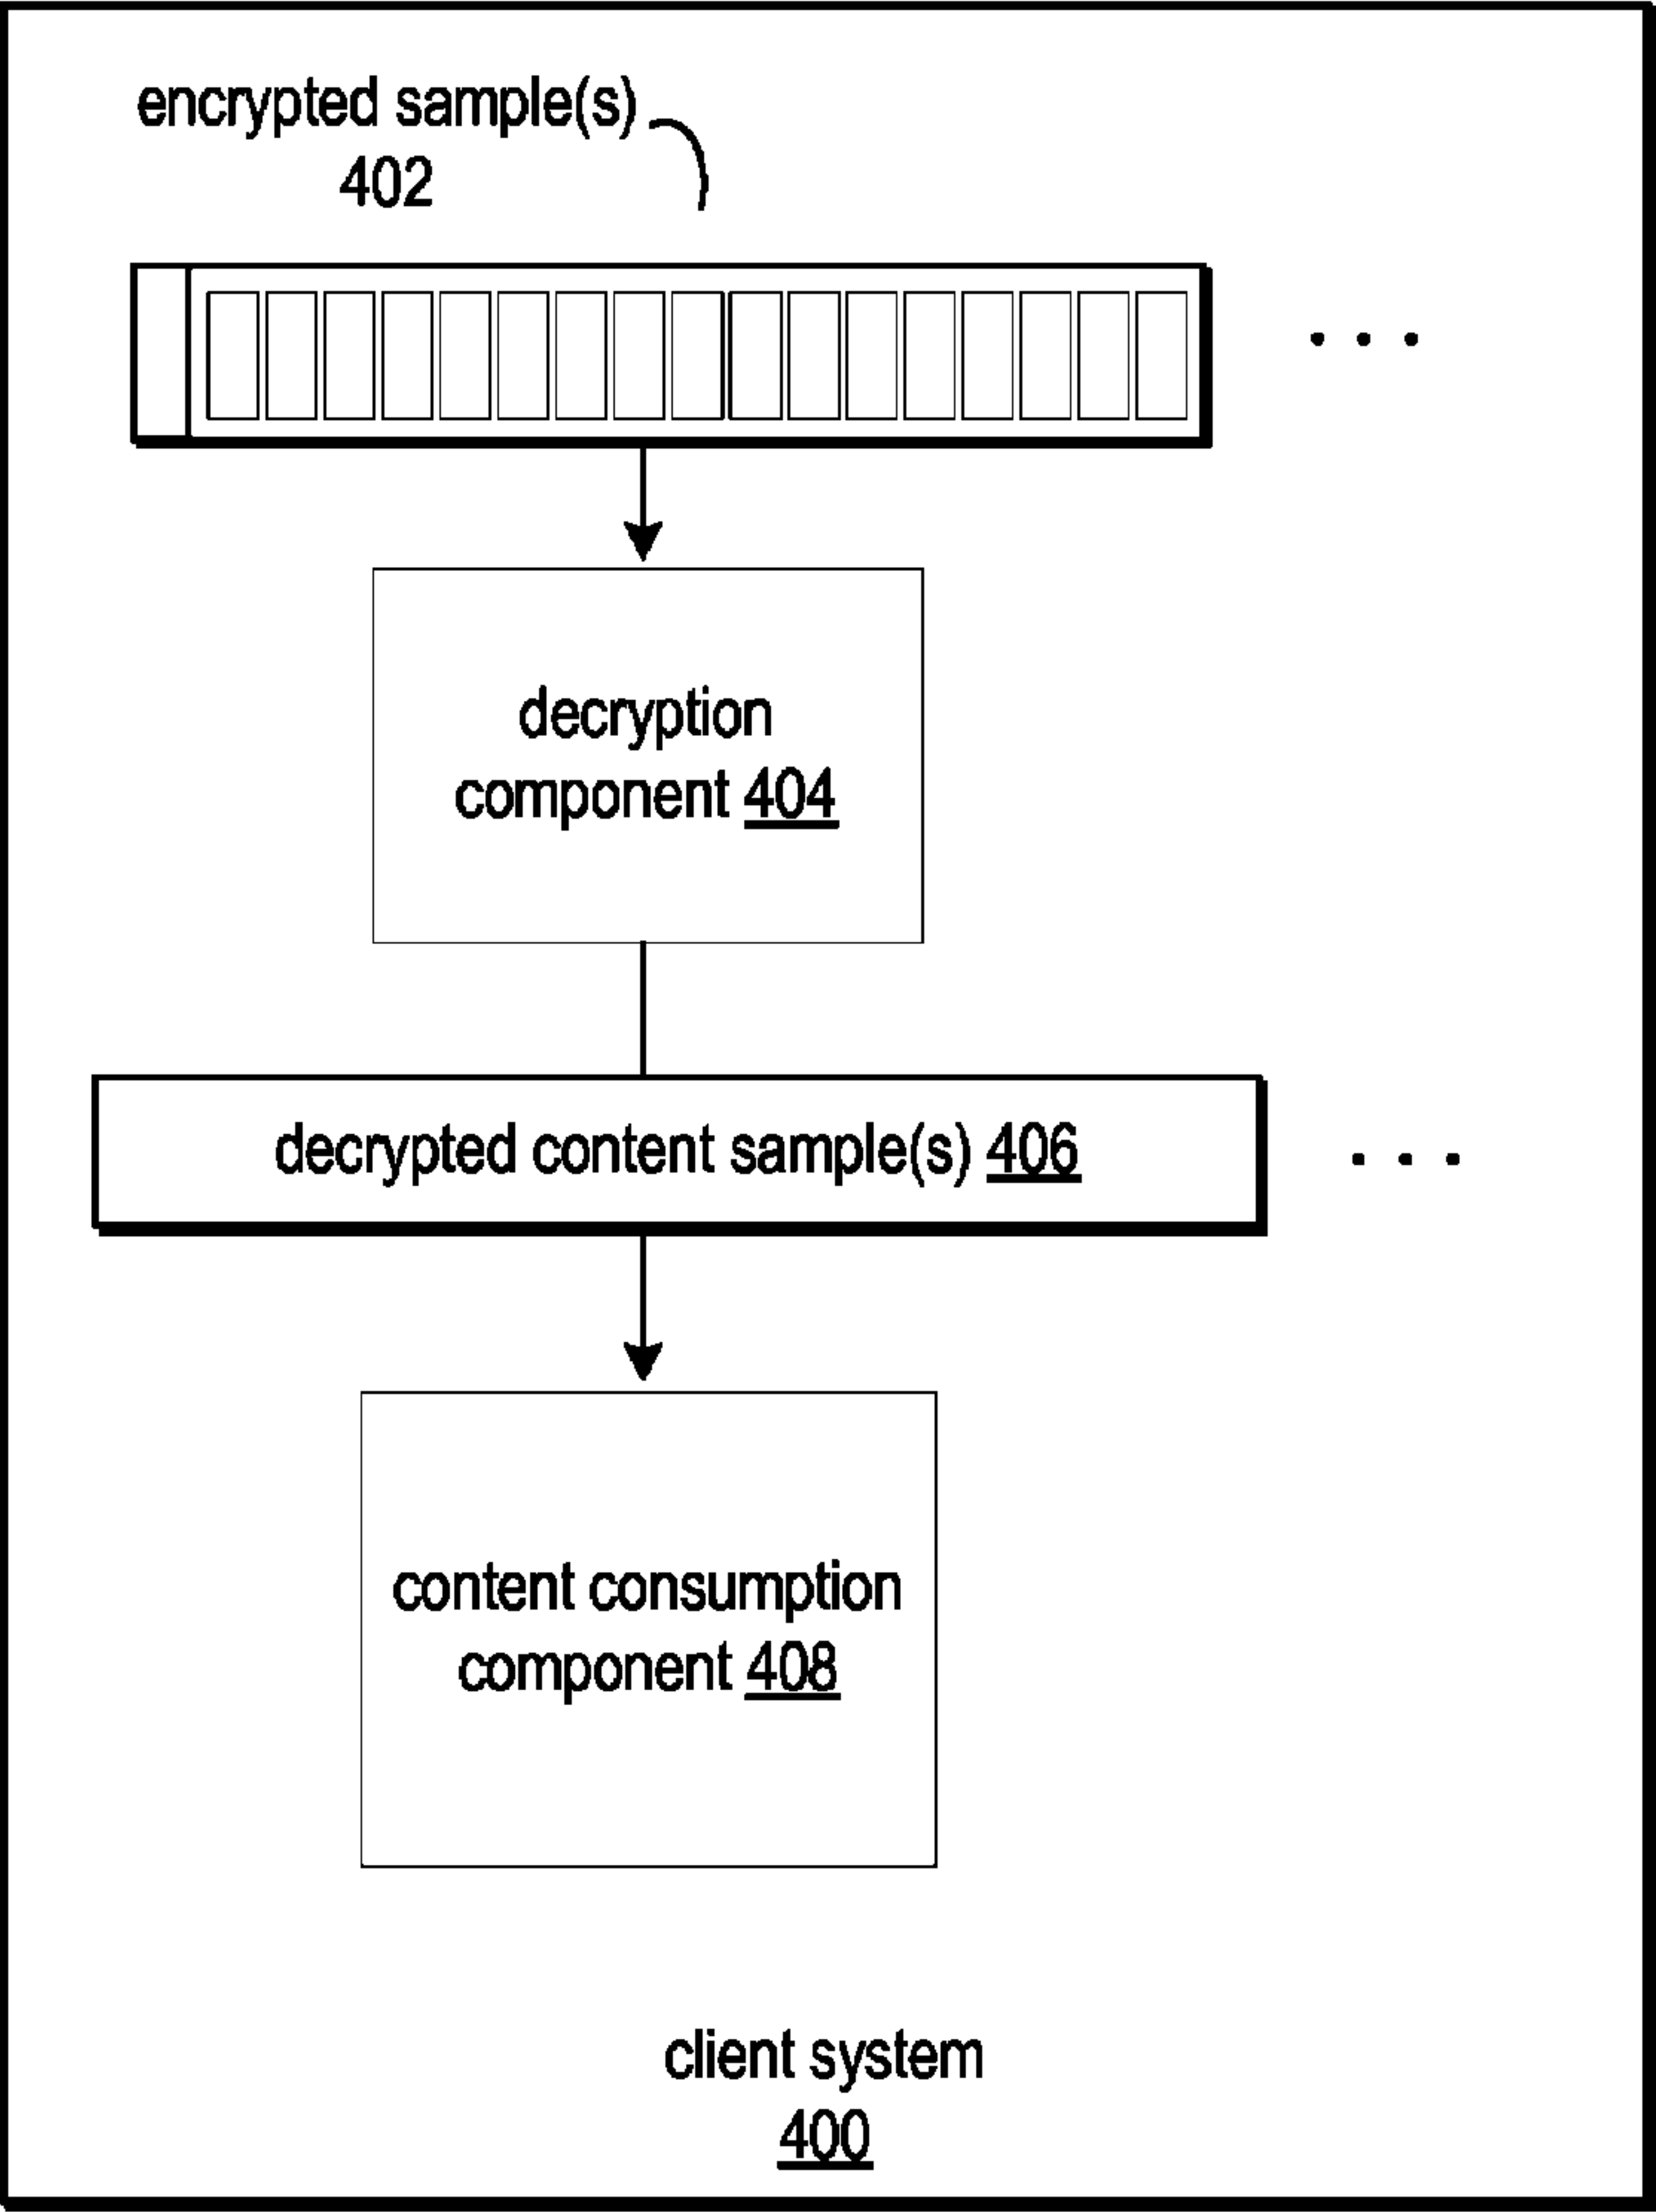 encrypted sample(s)
402
decryption
component 404
decrypted content sample(s) 406
content consumption
component 408
client system
400